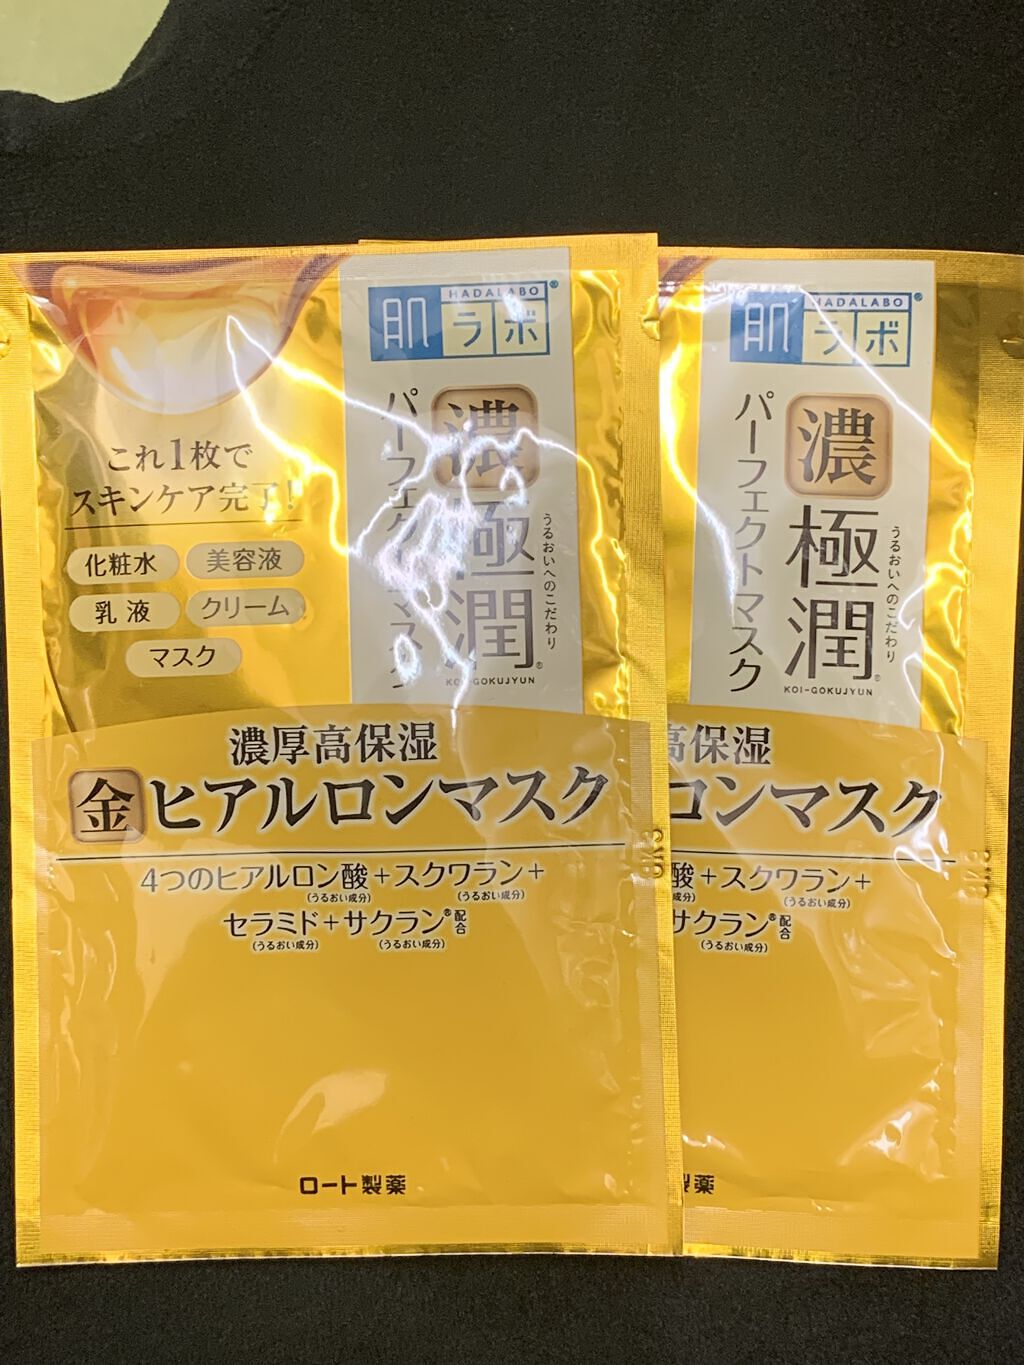 HADALABO
肌ラボ®
濃極潤®
パーフェクトマスク
うるおいへのこだわり
KOI-GOKUJYUN
これ1枚で
スキンケア完了!
化粧水
美容液
乳液
クリーム
マスク
濃厚高保湿
金ヒアルロンマスク
4つのヒアルロン酸+スクワラン+
(うるおい成分) (うるおい成分)
セラミド+サクラン®配合
(うるおい成分) (うるおい成分)
ロート製薬
HADALABO
肌ラボ®
濃極潤®
パーフェクトマスク
うるおいへのこだわり
KOI-GOKUJYUN
高保湿
ロンマスク
酸+スクワラン+
成分) (うるおい成分)
サクラン®配合
(うるおい成分)
製薬